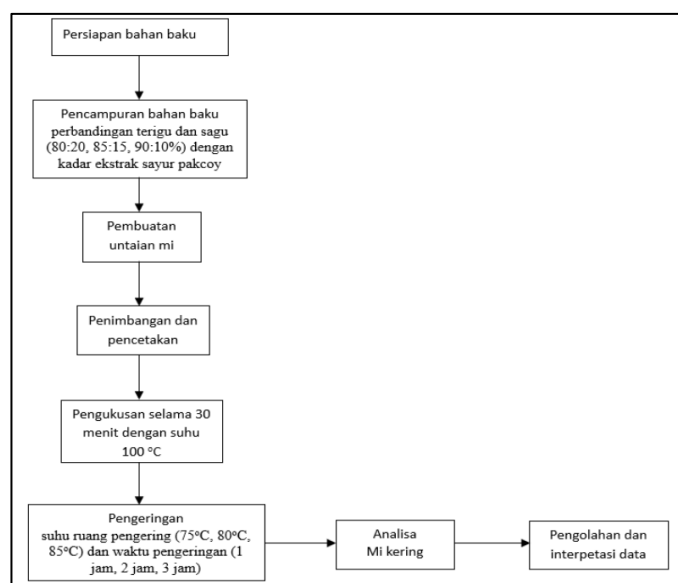 Persiapan bahan baku
Pencampuran bahan baku
perbandingan terigu dan sagu
(80:20, 85:15, 90:10%) dengan
kadar ekstrak sayur pakcoy
Pembuatan
untaian mi
Penimbangan dan
pencetakan
Pengukusan selama 30
menit dengan suhu
100 °C
Pengeringan
suhu ruang pengering (75°C, 80°C,
85°C) dan waktu pengeringan (1
jam, 2 jam, 3 jam)
Analisa
Mi kering
Pengolahan dan
interpetasi data